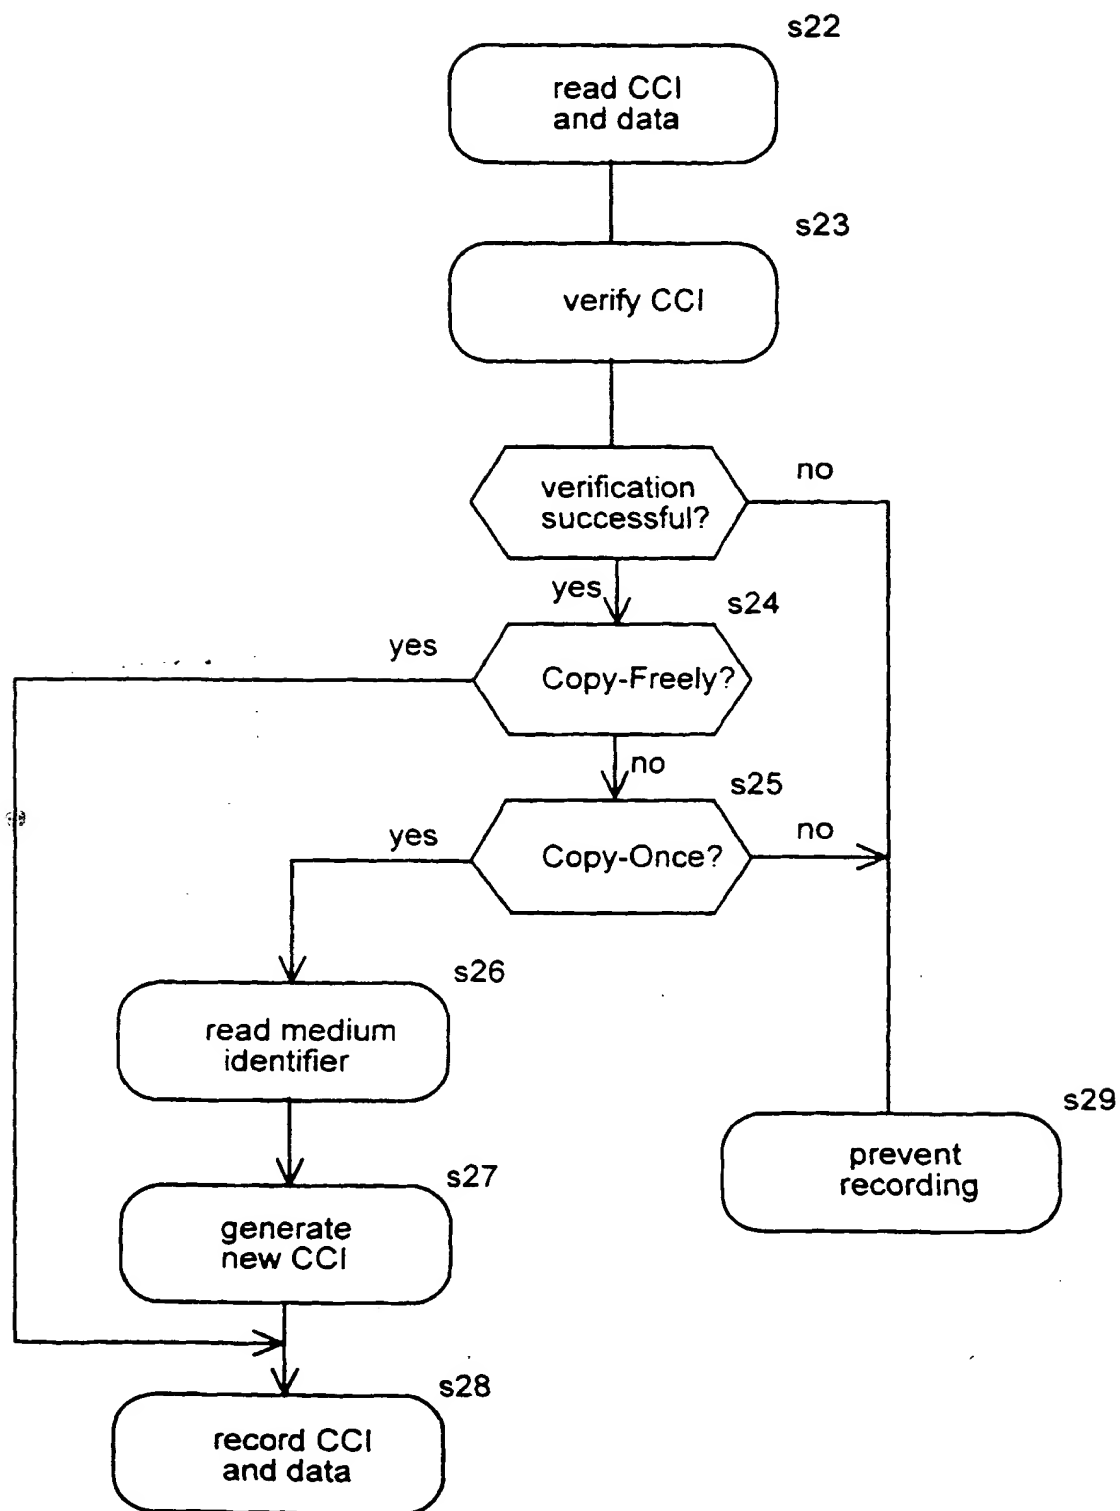 s22
read CCI
and data
s23
verify CCI
verification
successful?
no
yes
s24
yes
Copy-Freely?
no
s25
yes
Copy-Once?
no
s26
read medium
identifier
s29
prevent
recording
s27
generate
new CCI
s28
record CCI
and data